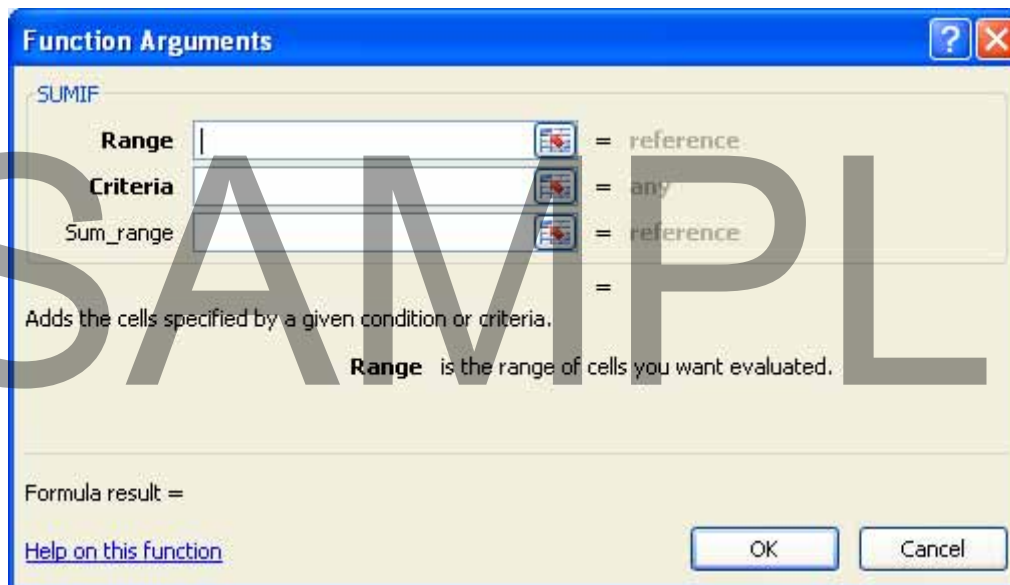 Function Arguments
SUMIF
Range = reference
Criteria = any
Sum_range = reference
=
Adds the cells specified by a given condition or criteria.
Range is the range of cells you want evaluated.
Formula result =
Help on this function
OK Cancel
SAMPL